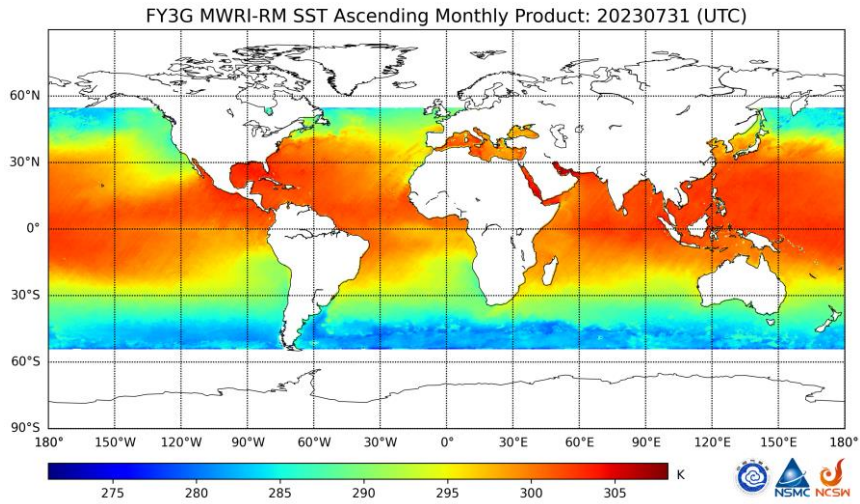 FY3G MWRI-RM SST Ascending Monthly Product: 20230731 (UTC)
60°N
30°N
0°
30°S
60°S
90°S
180° 150°W 120°W 90°W 60°W 30°W 0° 30°E 60°E 90°E 120°E 150°E 180°
275 280 285 290 295 300 305 K
NSMC NCSW